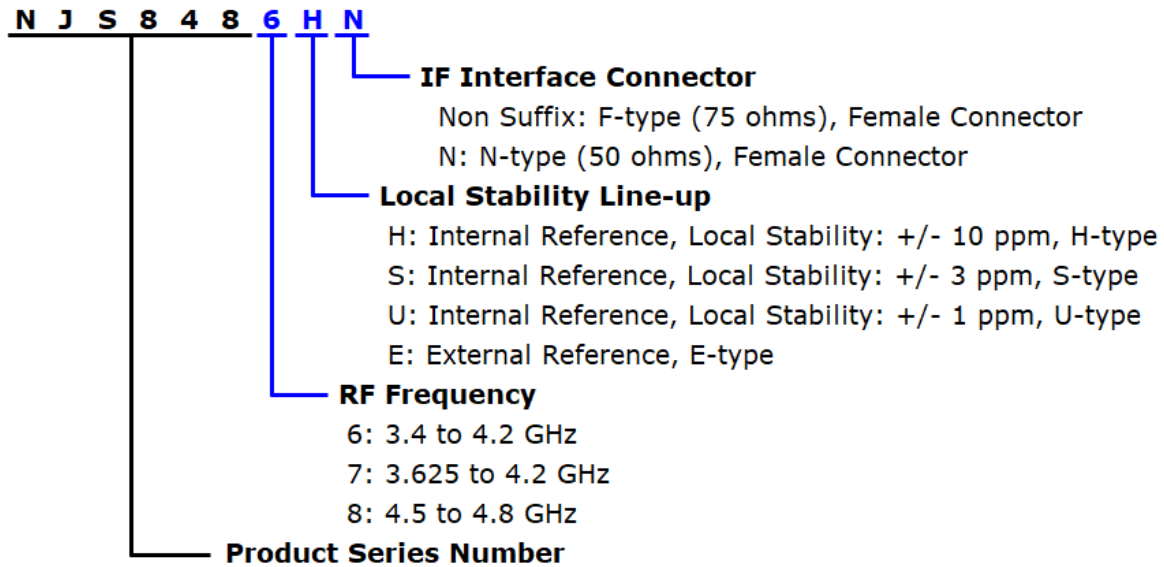 N J S 8 4 8 6 H N
IF Interface Connector
Non Suffix: F-type (75 ohms), Female Connector
N: N-type (50 ohms), Female Connector
Local Stability Line-up
H: Internal Reference, Local Stability: +/- 10 ppm, H-type
S: Internal Reference, Local Stability: +/- 3 ppm, S-type
U: Internal Reference, Local Stability: +/- 1 ppm, U-type
E: External Reference, E-type
RF Frequency
6: 3.4 to 4.2 GHz
7: 3.625 to 4.2 GHz
8: 4.5 to 4.8 GHz
Product Series Number